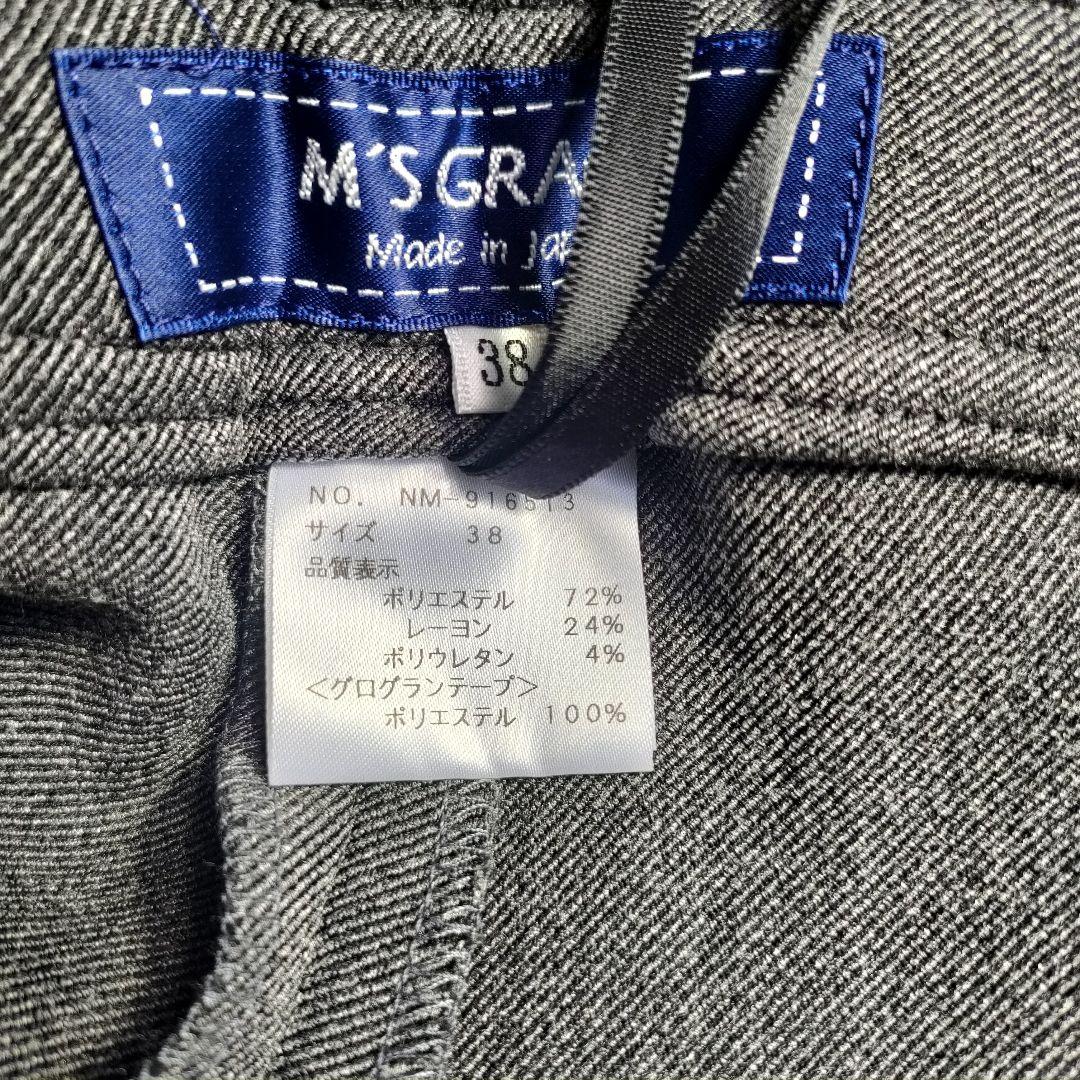 M'S GRA
Made in Jap
38
NO. NM-916513
サイズ 38
品質表示
ポリエステル 72%
レーヨン 24%
ポリウレタン 4%
<グログランテープ>
ポリエステル 100%